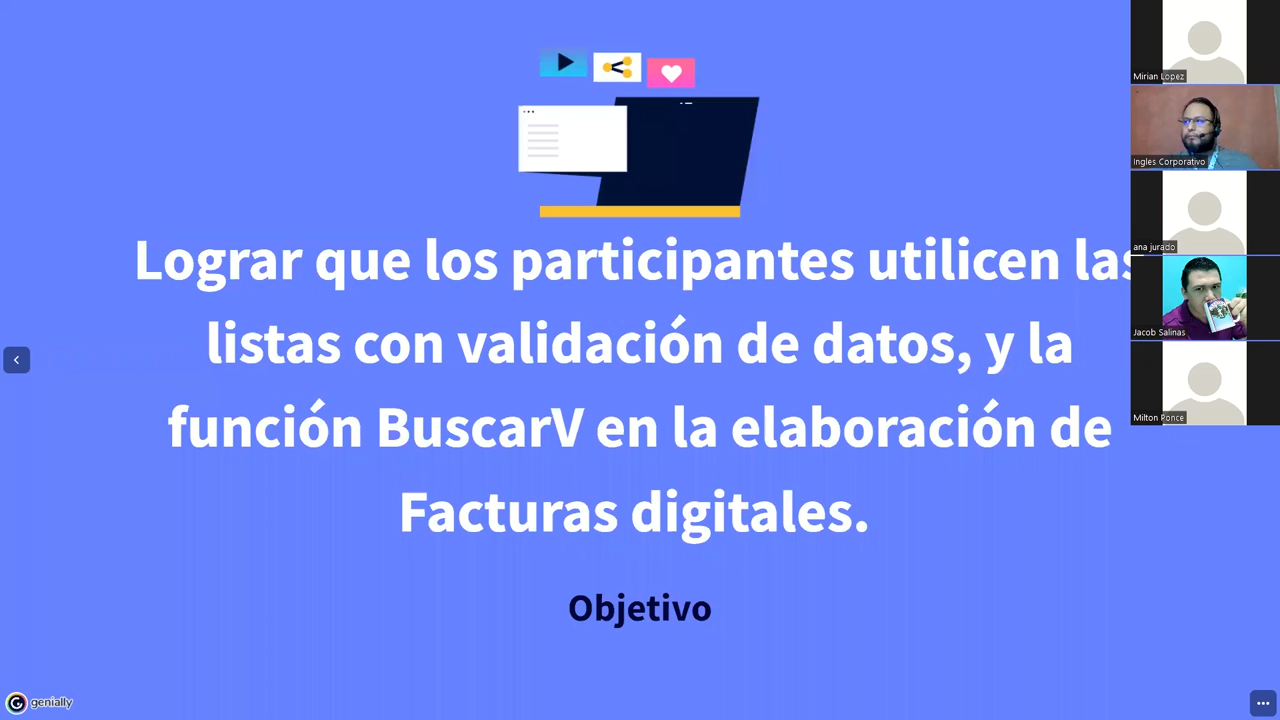 Lograr que los participantes utilicen las
listas con validación de datos, y la
función BuscarV en la elaboración de
Facturas digitales.
Objetivo
genially
Mirian Lopez
Ingles Corporativo
ana jurado
Jacob Salinas
Milton Ponce